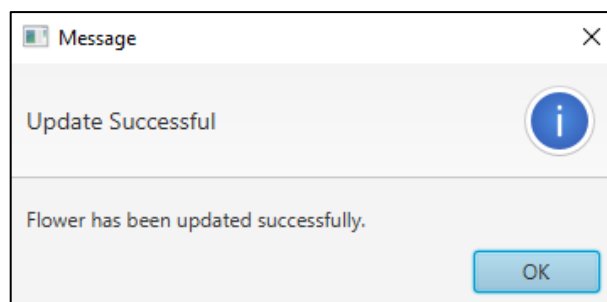 Message
Update Successful
i
Flower has been updated successfully.
OK